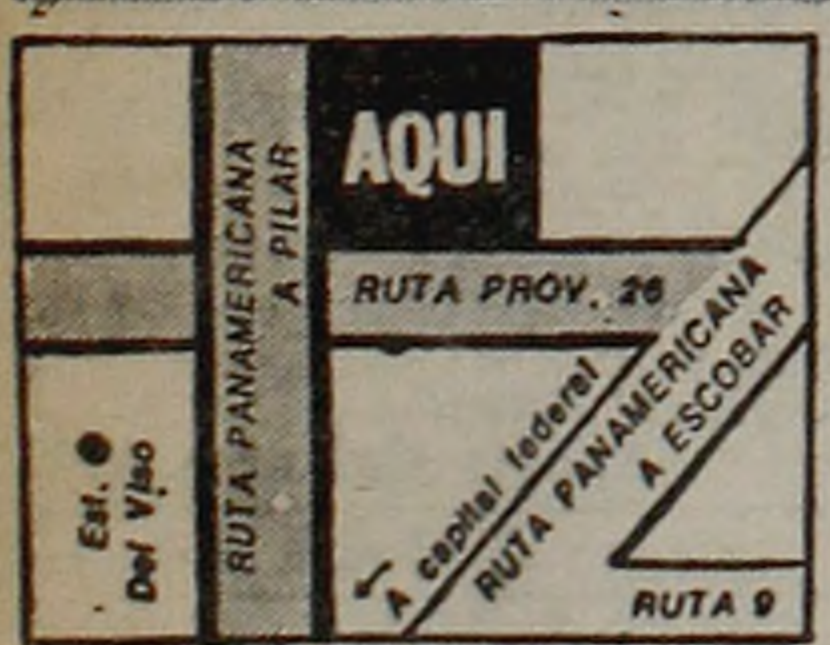 AQUI
RUTA PANAMERICANA
A PILAR
RUTA PROV. 26
RUTA PANAMERICANA
A ESCOBAR
A capital federal
Est.
Del Viso
RUTA 9